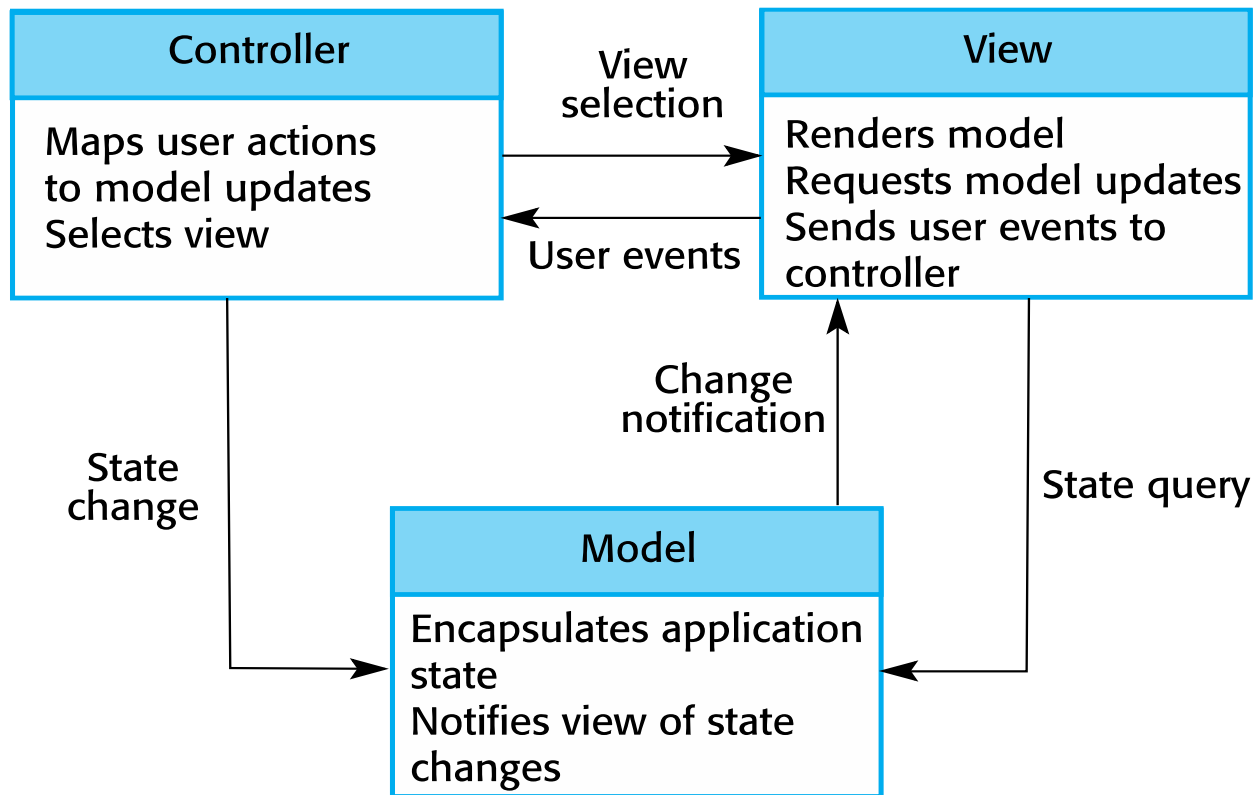 Controller
Maps user actions
to model updates
Selects view
View
selection
User events
View
Renders model
Requests model updates
Sends user events to
controller
State
change
Change
notification
State query
Model
Encapsulates application
state
Notifies view of state
changes